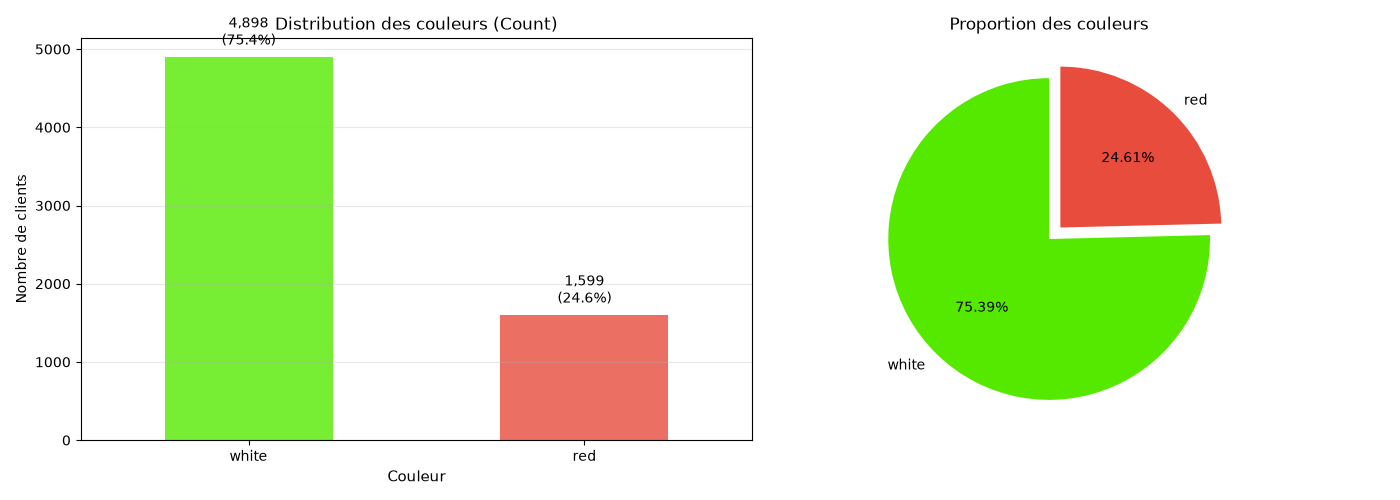 Distribution des couleurs (Count)
4,898
(75.4%)
5000
4000
3000
2000
1000
0
Nombre de clients
1,599
(24.6%)
white
red
Couleur
Proportion des couleurs
red
24.61%
75.39%
white